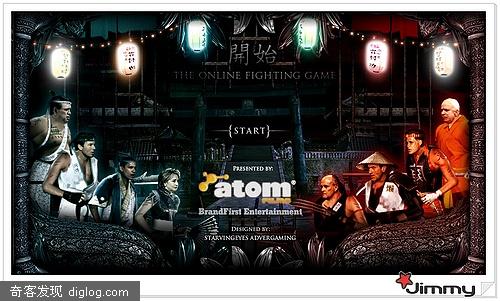 開始
THE ONLINE FIGHTING GAME
{START}
PRESENTED BY:
atom
BrandFirst Entertainment
DESIGNED BY:
STARVINGEYES ADVERGAMING
奇客发现 diglog.com
Jimmy